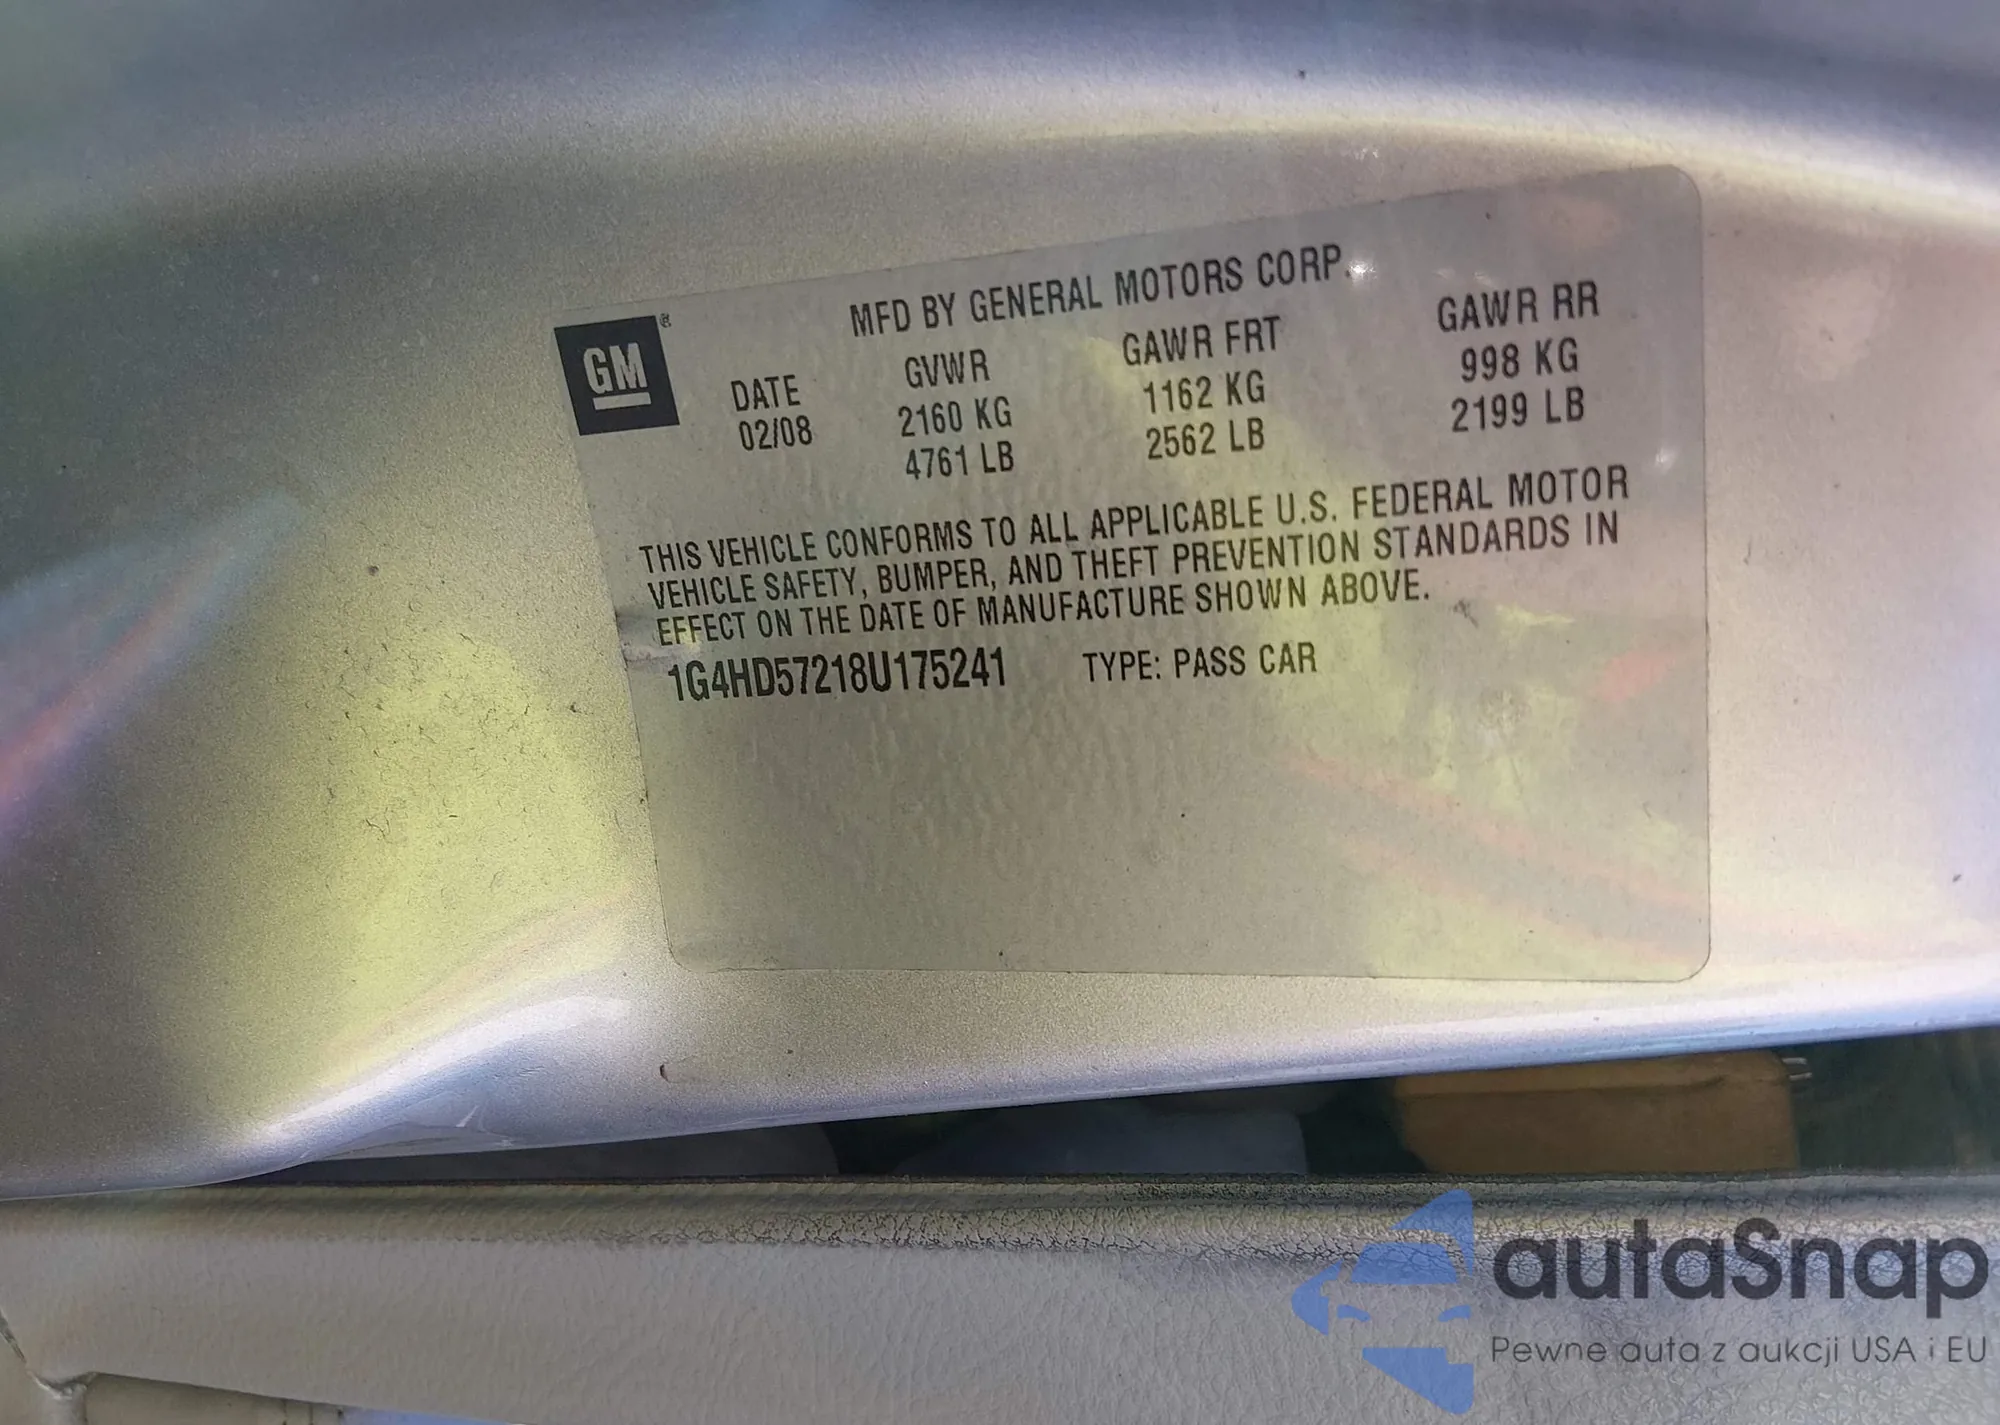 MFD BY GENERAL MOTORS CORP.
GM®
DATE GVWR GAWR FRT GAWR RR
02/08 2160 KG 1162 KG 998 KG
4761 LB 2562 LB 2199 LB
THIS VEHICLE CONFORMS TO ALL APPLICABLE U.S. FEDERAL MOTOR
VEHICLE SAFETY, BUMPER, AND THEFT PREVENTION STANDARDS IN
EFFECT ON THE DATE OF MANUFACTURE SHOWN ABOVE.
1G4HD57218U175241 TYPE: PASS CAR
autaSnap
Pewne auta z aukcji USA i EU